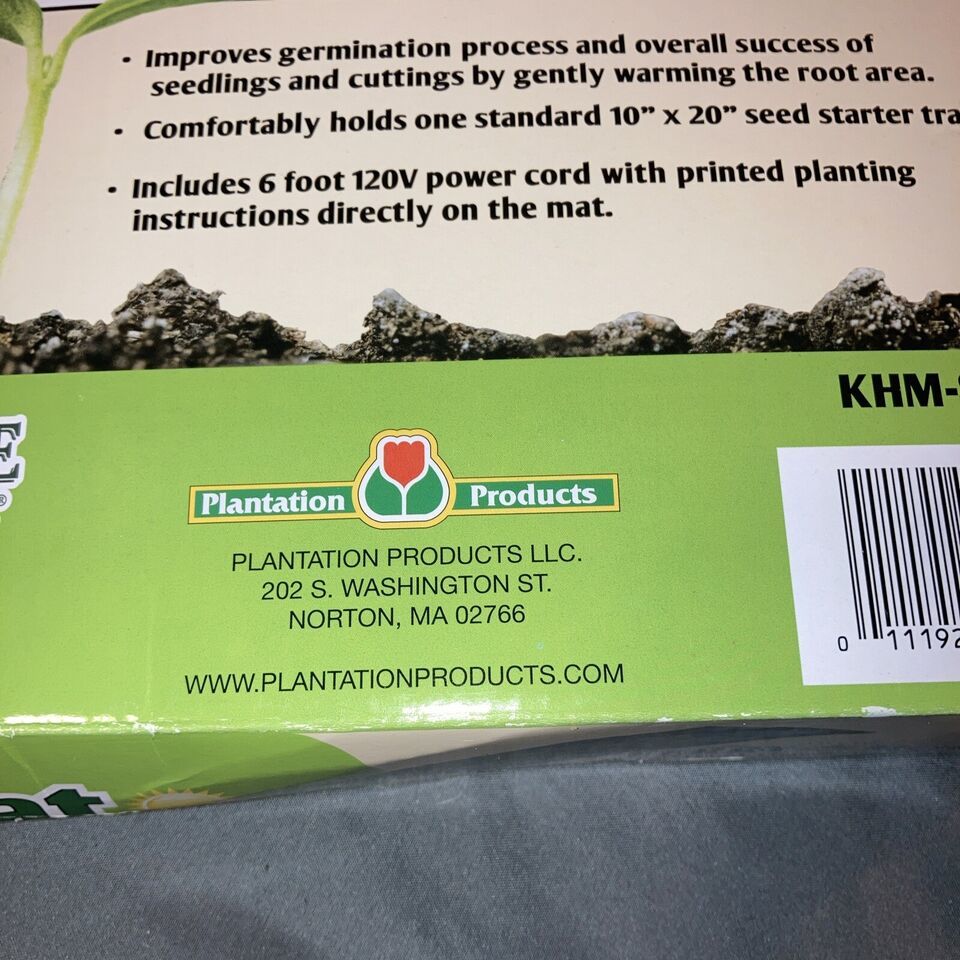 • Improves germination process and overall success of
seedlings and cuttings by gently warming the root area.
• Comfortably holds one standard 10” x 20” seed starter
• Includes 6 foot 120V power cord with printed planting
instructions directly on the mat.
KHM-
E
®
Plantation Products
PLANTATION PRODUCTS LLC.
202 S. WASHINGTON ST.
NORTON, MA 02766
WWW.PLANTATIONPRODUCTS.COM
0 11192